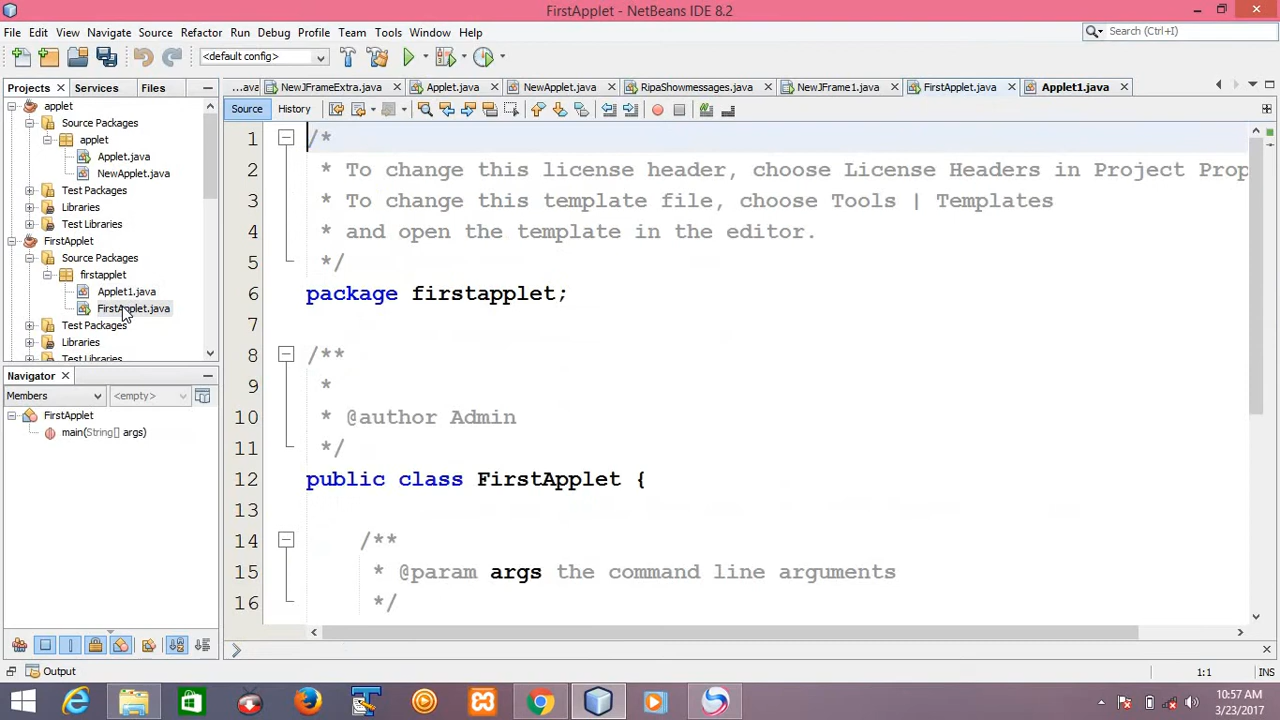 FirstApplet - NetBeans IDE 8.2
File Edit View Navigate Source Refactor Run Debug Profile Team Tools Window Help
Search (Ctrl+I)
<default config>
Projects Services Files
...ava NewJFrameExtra.java Applet.java NewApplet.java RipaShowmessages.java NewJFrame1.java FirstApplet.java Applet1.java
Source History
applet
Source Packages
applet
Applet.java
NewApplet.java
Test Packages
Libraries
Test Libraries
FirstApplet
Source Packages
firstapplet
Applet1.java
FirstApplet.java
Test Packages
Libraries
Test Libraries
Navigator
Members <empty>
FirstApplet
main(String[] args)
1 /*
2 * To change this license header, choose License Headers in Project Prop
3 * To change this template file, choose Tools | Templates
4 * and open the template in the editor.
5 */
6 package firstapplet;
7
8 /**
9 *
10 * @author Admin
11 */
12 public class FirstApplet {
13
14 /**
15 * @param args the command line arguments
16 */
Output
1:1 INS
10:57 AM
3/23/2017